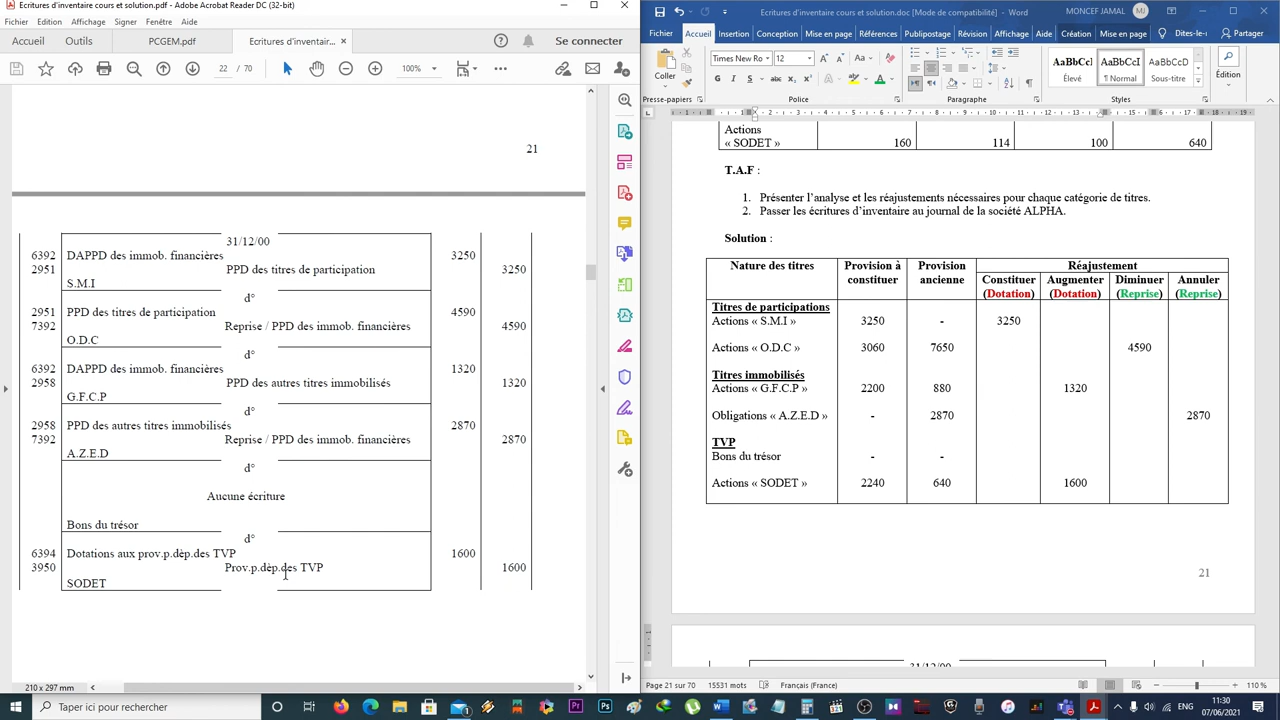 Ecritures d'inventaire cours et solution.pdf - Adobe Acrobat Reader DC (32-bit)
Fichier Edition Affichage Signer Fenêtre Aide
Accueil Outils PCGEM.pdf Ecritures d'inventair... × Se connecter
22 / 71 100%
21
31/12/00
6392 DAPPD des immob. financières 3250
2951 PPD des titres de participation 3250
S.M.I
d°
2951 PPD des titres de participation 4590
7392 Reprise / PPD des immob. financières 4590
O.D.C
d°
6392 DAPPD des immob. financières 1320
2958 PPD des autres titres immobilisés 1320
G.F.C.P
d°
2958 PPD des autres titres immobilisés 2870
7392 Reprise / PPD des immob. financières 2870
A.Z.E.D
d°
Aucune écriture
Bons du trésor
d°
6394 Dotations aux prov.p.dép.des TVP 1600
3950 Prov.p.dép.des TVP 1600
SODET
210 x 297 mm
Ecritures d'inventaire cours et solution.doc [Mode de compatibilité] - Word MONCEF JAMAL MJ
Fichier Accueil Insertion Conception Mise en page Références Publipostage Révision Affichage Aide Création Mise en page Dites-le-i Partager
Coller
Times New Ro 12
G I S
AaBbCc AaBbCcI AaBbCcI
Élevé ¶ Normal Sous-titre
Édition
Presse-papiers Police Paragraphe Styles
Actions
« SODET » 160 114 100 640
T.A.F :
1. Présenter l'analyse et les réajustements nécessaires pour chaque catégorie de titres.
2. Passer les écritures d'inventaire au journal de la société ALPHA.
Solution :
Nature des titres Provision à constituer Provision ancienne Réajustement
Constituer (Dotation) Augmenter (Dotation) Diminuer (Reprise) Annuler (Reprise)
Titres de participations
Actions « S.M.I » 3250 - 3250
Actions « O.D.C » 3060 7650 4590
Titres immobilisés
Actions « G.F.C.P » 2200 880 1320
Obligations « A.Z.E.D » - 2870 2870
TVP
Bons du trésor - -
Actions « SODET » 2240 640 1600
21
31/12/00
Page 21 sur 70 15531 mots Français (France) 110 %
Taper ici pour rechercher
11:30
07/06/2021